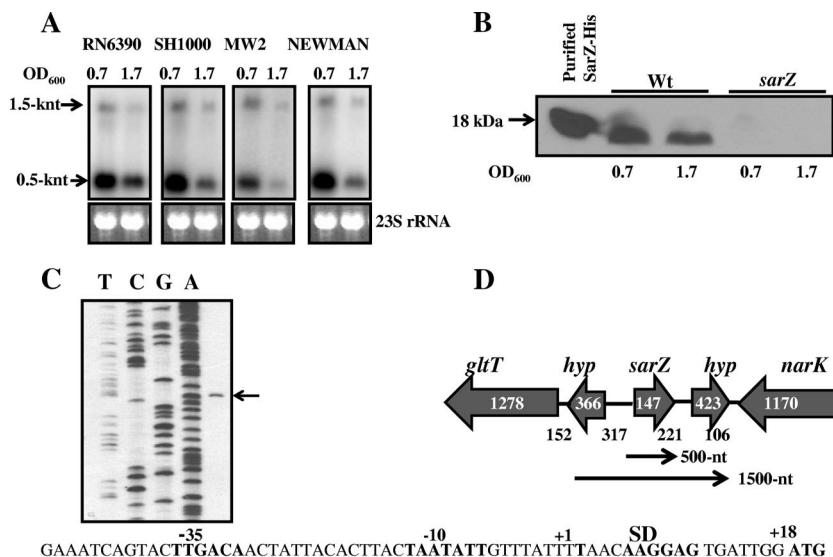 A
RN6390 SH1000 MW2 NEWMAN
OD600 0.7 1.7 0.7 1.7 0.7 1.7 0.7 1.7
1.5-knt
0.5-knt
23S rRNA
B
Purified
SarZ-His
Wt sarZ
18 kDa
OD600 0.7 1.7 0.7 1.7
C
T C G A
D
gltT hyp sarZ hyp narK
1278 366 147 423 1170
152 317 221 106
500-nt
1500-nt
-35 -10 +1 SD +18
GAAATCAGTACTTGACAACTATTACACTTACTAATATTGTTTATTTTAACAAGGAG TGATTGG ATG